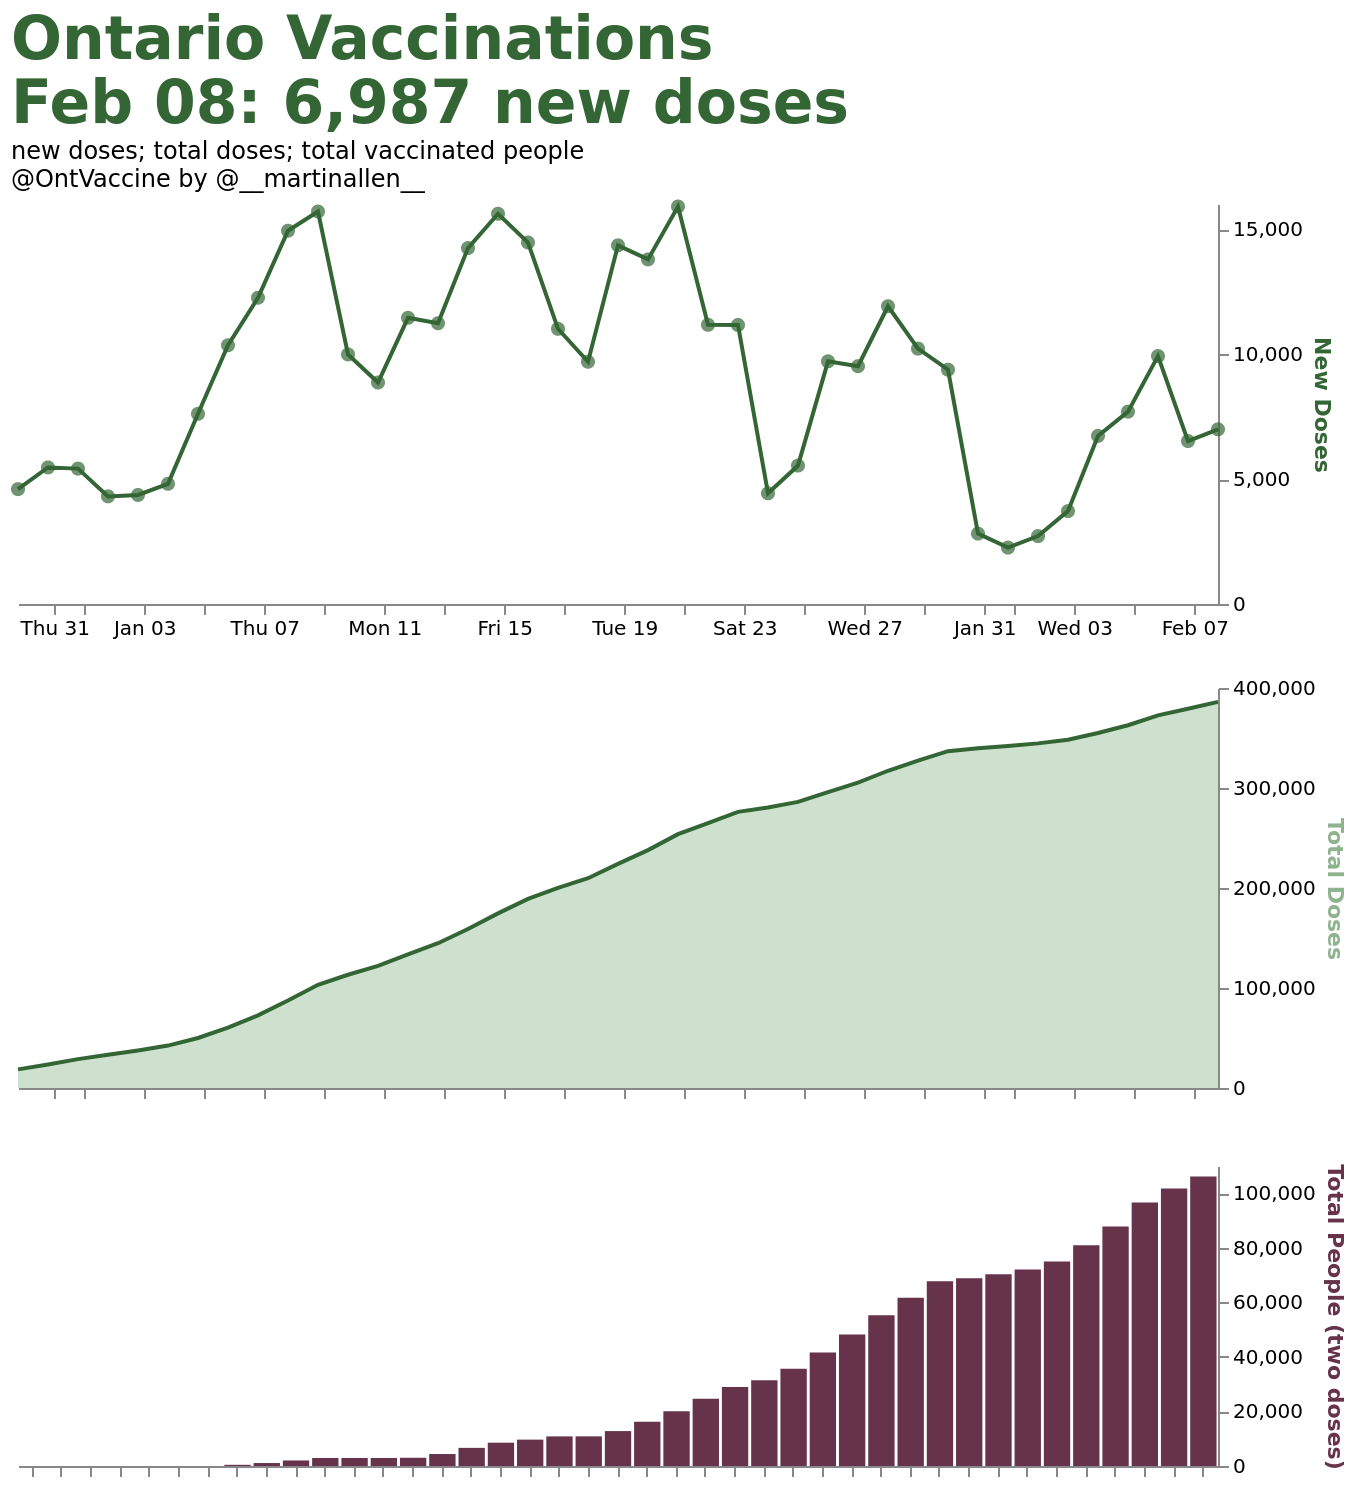 Ontario Vaccinations
Feb 08: 6,987 new doses
new doses; total doses; total vaccinated people
@OntVaccine by @__martinallen__
15,000
10,000
5,000
0
New Doses
Thu 31 Jan 03 Thu 07 Mon 11 Fri 15 Tue 19 Sat 23 Wed 27 Jan 31 Wed 03 Feb 07
400,000
300,000
200,000
100,000
0
Total Doses
100,000
80,000
60,000
40,000
20,000
0
Total People (two doses)